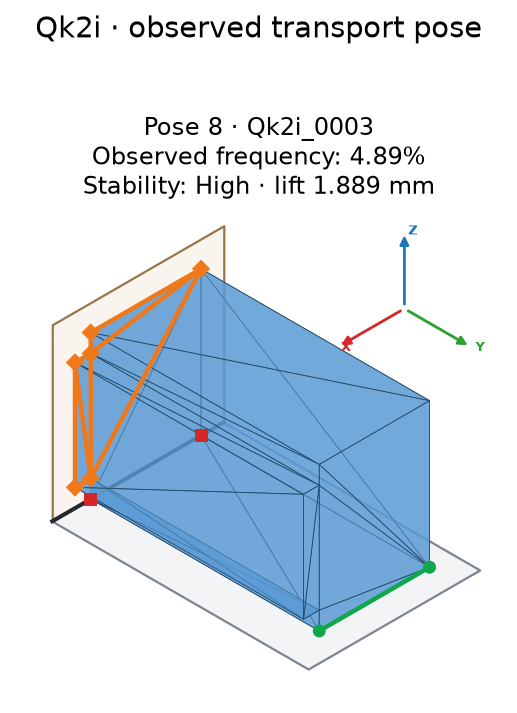 Qk2i · observed transport pose
Pose 8 · Qk2i_0003
Observed frequency: 4.89%
Stability: High · lift 1.889 mm
Z
X
Y